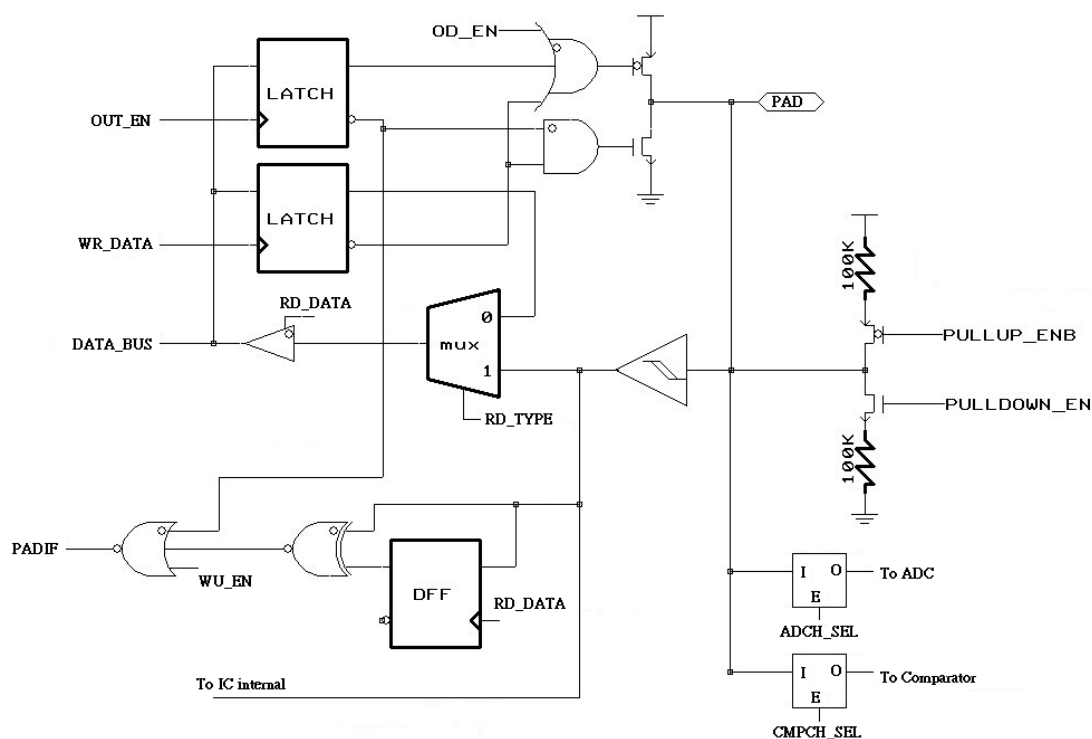 OD_EN
LATCH
PAD
OUT_EN
LATCH
WR_DATA
100K
RD_DATA
0
DATA_BUS
mux
PULLUP_ENB
1
PULLDOWN_EN
RD_TYPE
100K
PADIF
WU_EN
DFF
RD_DATA
I O
E
To ADC
ADCH_SEL
To IC internal
I O
E
To Comparator
CMPCH_SEL